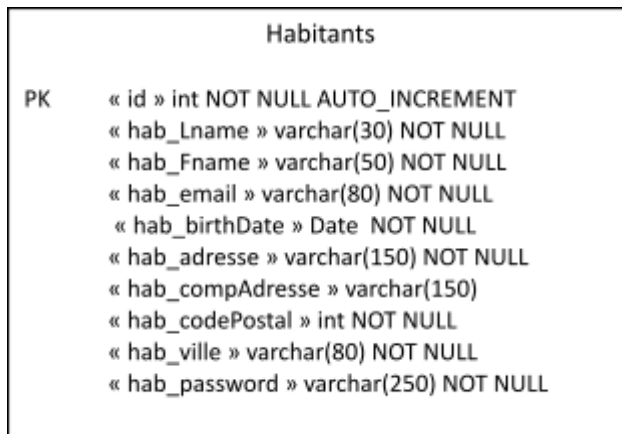 Habitants
PK « id » int NOT NULL AUTO_INCREMENT
« hab_Lname » varchar(30) NOT NULL
« hab_Fname » varchar(50) NOT NULL
« hab_email » varchar(80) NOT NULL
« hab_birthDate » Date NOT NULL
« hab_adresse » varchar(150) NOT NULL
« hab_compAdresse » varchar(150)
« hab_codePostal » int NOT NULL
« hab_ville » varchar(80) NOT NULL
« hab_password » varchar(250) NOT NULL